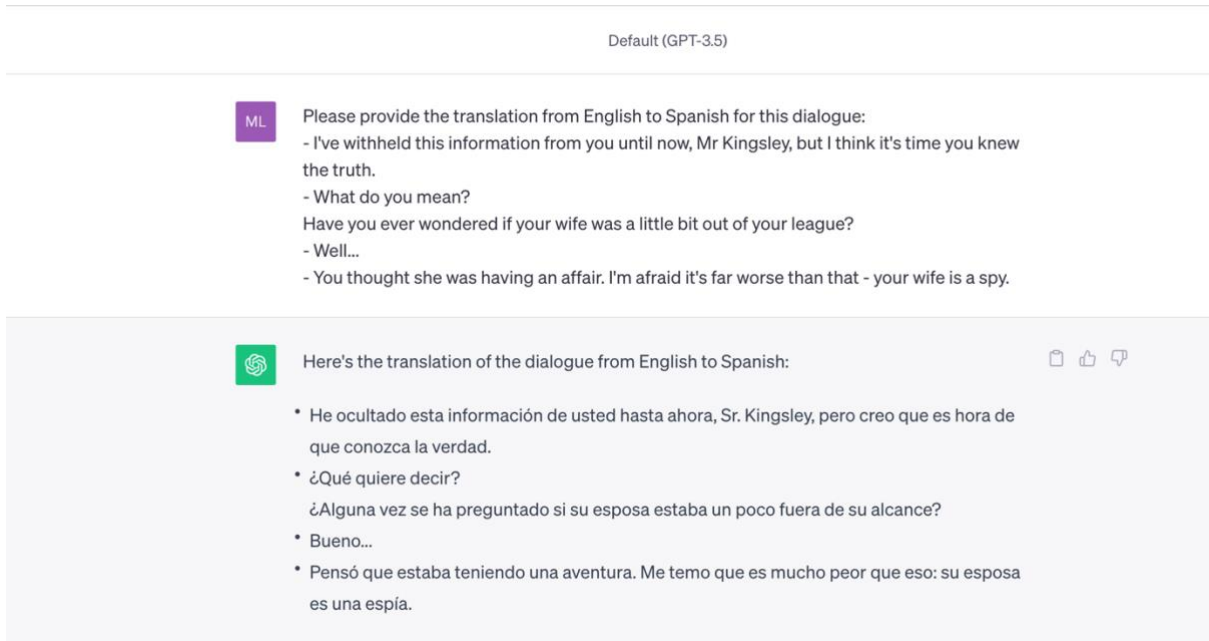 Default (GPT-3.5)
ML
Please provide the translation from English to Spanish for this dialogue:
- I've withheld this information from you until now, Mr Kingsley, but I think it's time you knew
the truth.
- What do you mean?
Have you ever wondered if your wife was a little bit out of your league?
- Well...
- You thought she was having an affair. I'm afraid it's far worse than that - your wife is a spy.
Here's the translation of the dialogue from English to Spanish:
• He ocultado esta información de usted hasta ahora, Sr. Kingsley, pero creo que es hora de
que conozca la verdad.
• ¿Qué quiere decir?
¿Alguna vez se ha preguntado si su esposa estaba un poco fuera de su alcance?
• Bueno...
• Pensó que estaba teniendo una aventura. Me temo que es mucho peor que eso: su esposa
es una espía.